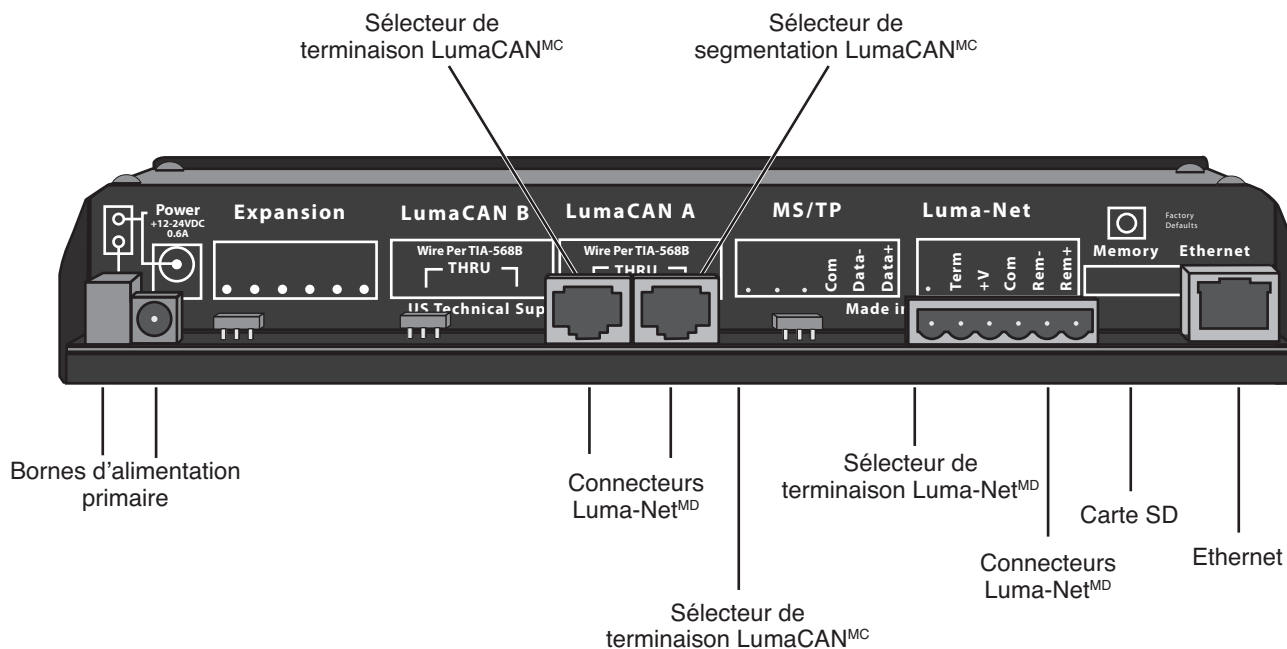 Sélecteur de
terminaison LumaCANMC
Sélecteur de
segmentation LumaCANMC
Power
+12-24VDC
0.6A
Expansion
LumaCAN B
Wire Per TIA-568B
THRU
US Technical Sup
LumaCAN A
Wire Per TIA-568B
THRU
MS/TP
Com
Data-
Data+
Made in
Luma-Net
Term
+V
Com
Rem-
Rem+
Factory
Defaults
Memory
Ethernet
Bornes d’alimentation
primaire
Connecteurs
Luma-NetMD
Sélecteur de
terminaison LumaCANMC
Sélecteur de
terminaison Luma-NetMD
Connecteurs
Luma-NetMD
Carte SD
Ethernet